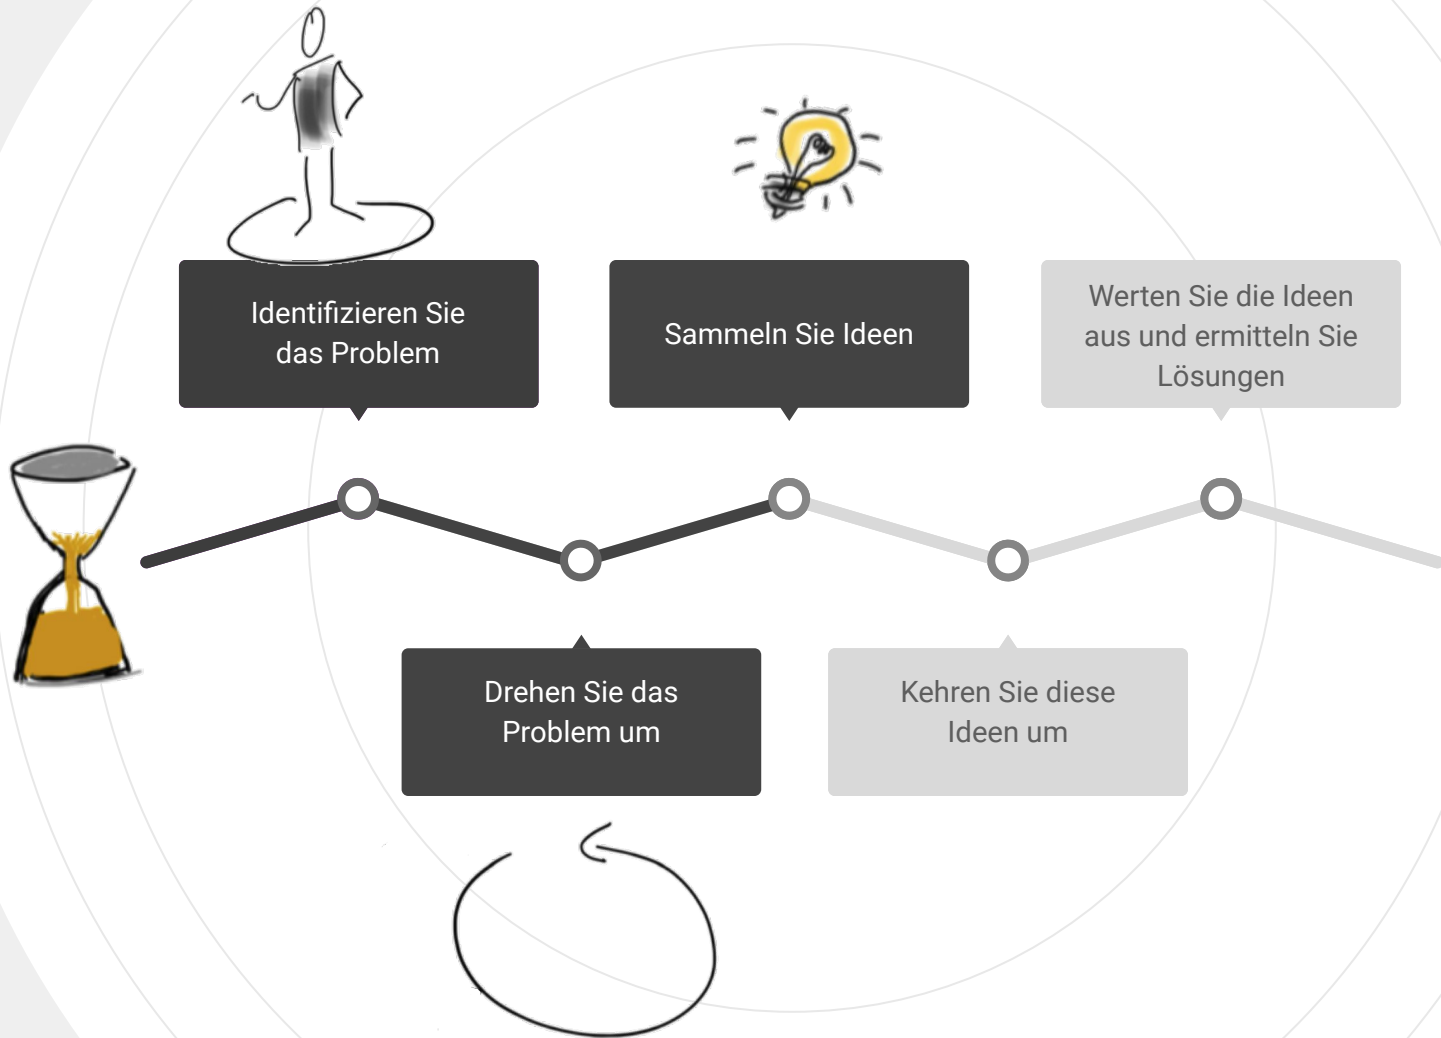 Identifizieren Sie
das Problem
Drehen Sie das
Problem um
Sammeln Sie Ideen
Kehren Sie diese
Ideen um
Werten Sie die Ideen
aus und ermitteln Sie
Lösungen